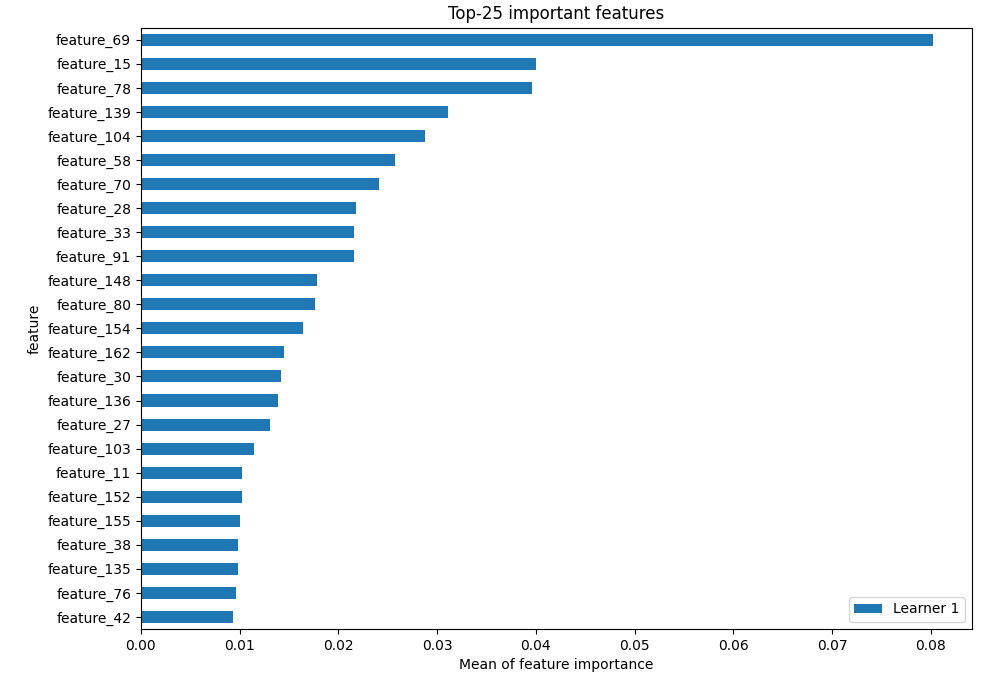 Top-25 important features
feature_69
feature_15
feature_78
feature_139
feature_104
feature_58
feature_70
feature_28
feature_33
feature_91
feature_148
feature_80
feature_154
feature_162
feature_30
feature_136
feature_27
feature_103
feature_11
feature_152
feature_155
feature_38
feature_135
feature_76
feature_42
feature
Learner 1
0.00 0.01 0.02 0.03 0.04 0.05 0.06 0.07 0.08
Mean of feature importance